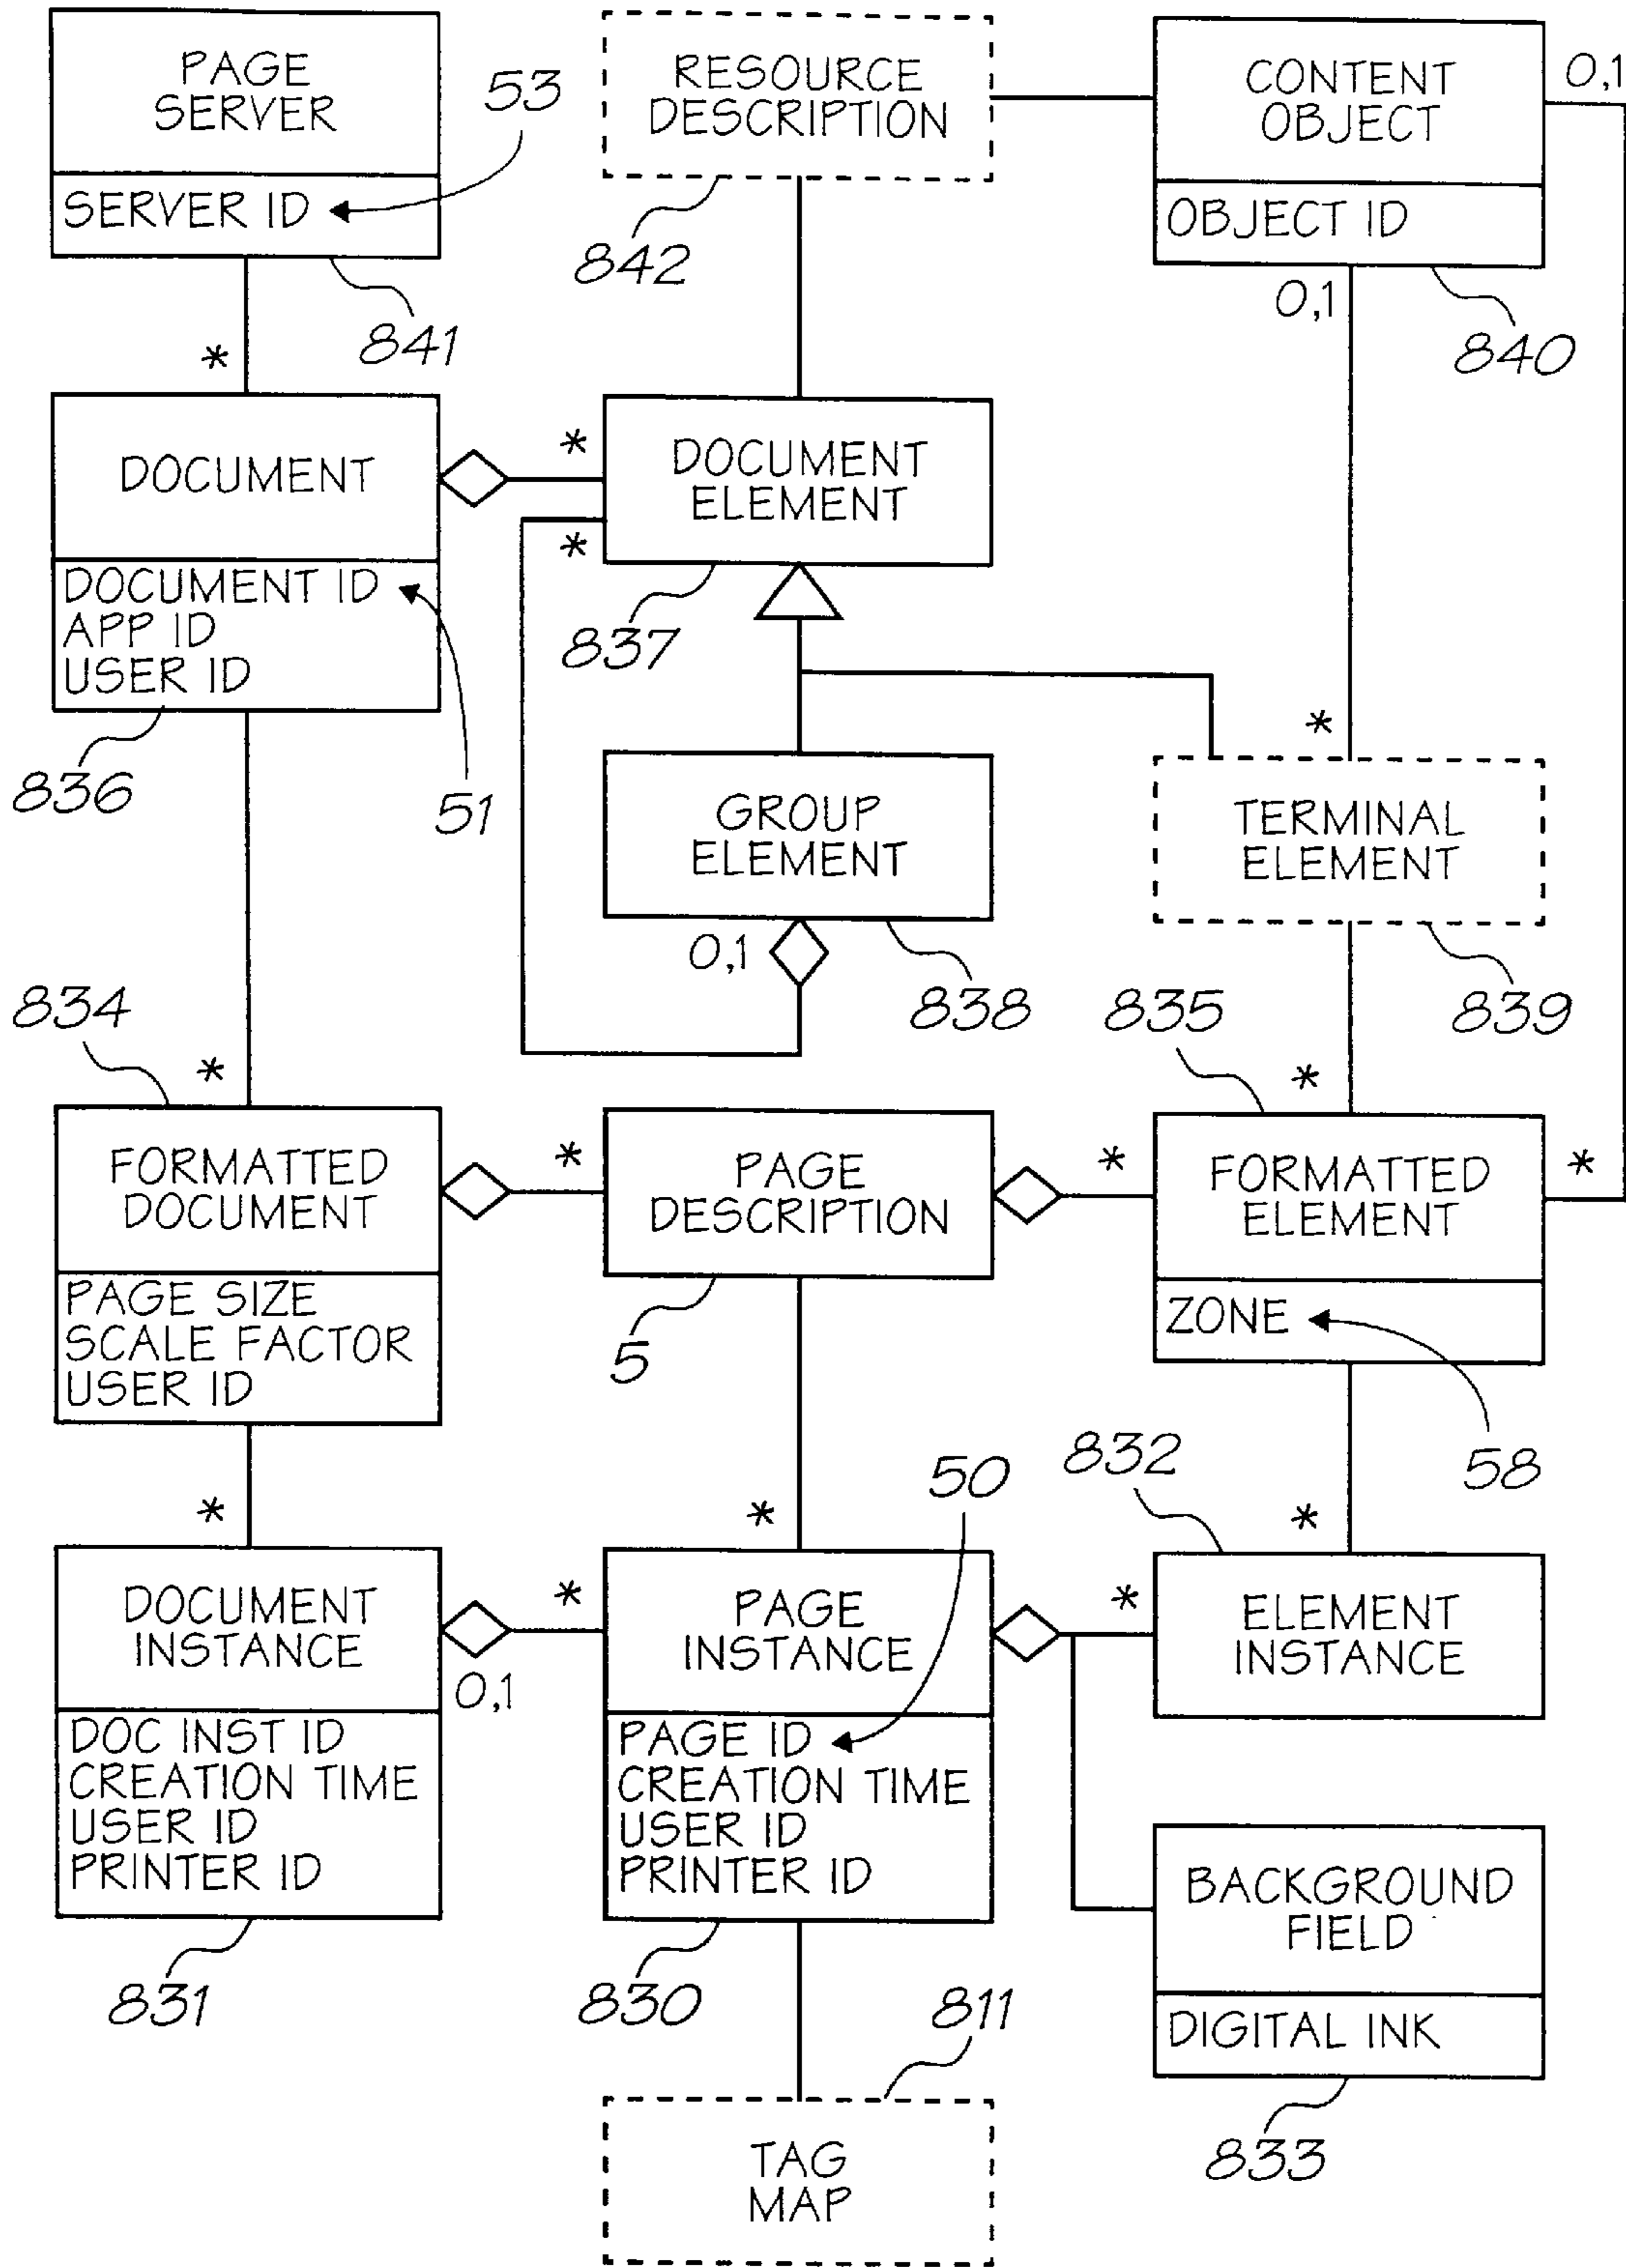 PAGE
SERVER
SERVER ID
53
841
*
RESOURCE
DESCRIPTION
842
CONTENT
OBJECT
OBJECT ID
0,1
0,1
840
DOCUMENT
DOCUMENT ID
APP ID
USER ID
836
51
*
*
DOCUMENT
ELEMENT
837
GROUP
ELEMENT
0,1
838
*
TERMINAL
ELEMENT
839
834
*
FORMATTED
DOCUMENT
PAGE SIZE
SCALE FACTOR
USER ID
*
PAGE
DESCRIPTION
5
835
*
*
FORMATTED
ELEMENT
*
ZONE
58
*
DOCUMENT
INSTANCE
DOC INST ID
CREATION TIME
USER ID
PRINTER ID
831
0,1
*
*
50
PAGE
INSTANCE
PAGE ID
CREATION TIME
USER ID
PRINTER ID
830
832
*
*
ELEMENT
INSTANCE
BACKGROUND
FIELD
DIGITAL INK
833
811
TAG
MAP